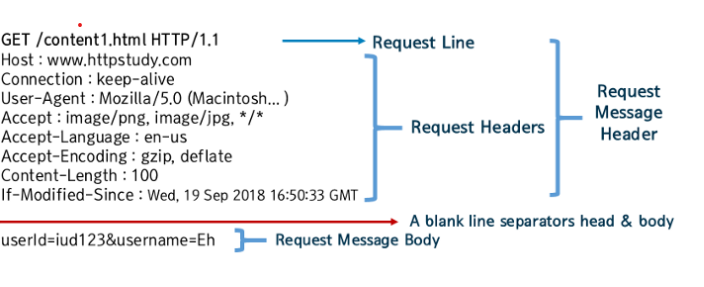 GET /content1.html HTTP/1.1
Request Line
Host : www.httpstudy.com
Connection : keep-alive
User-Agent : Mozilla/5.0 (Macintosh... )
Accept : image/png, image/jpg, */*
Accept-Language : en-us
Accept-Encoding : gzip, deflate
Content-Length : 100
If-Modified-Since : Wed, 19 Sep 2018 16:50:33 GMT
Request Headers
Request
Message
Header
A blank line separators head & body
userId=iud123&username=Eh
Request Message Body